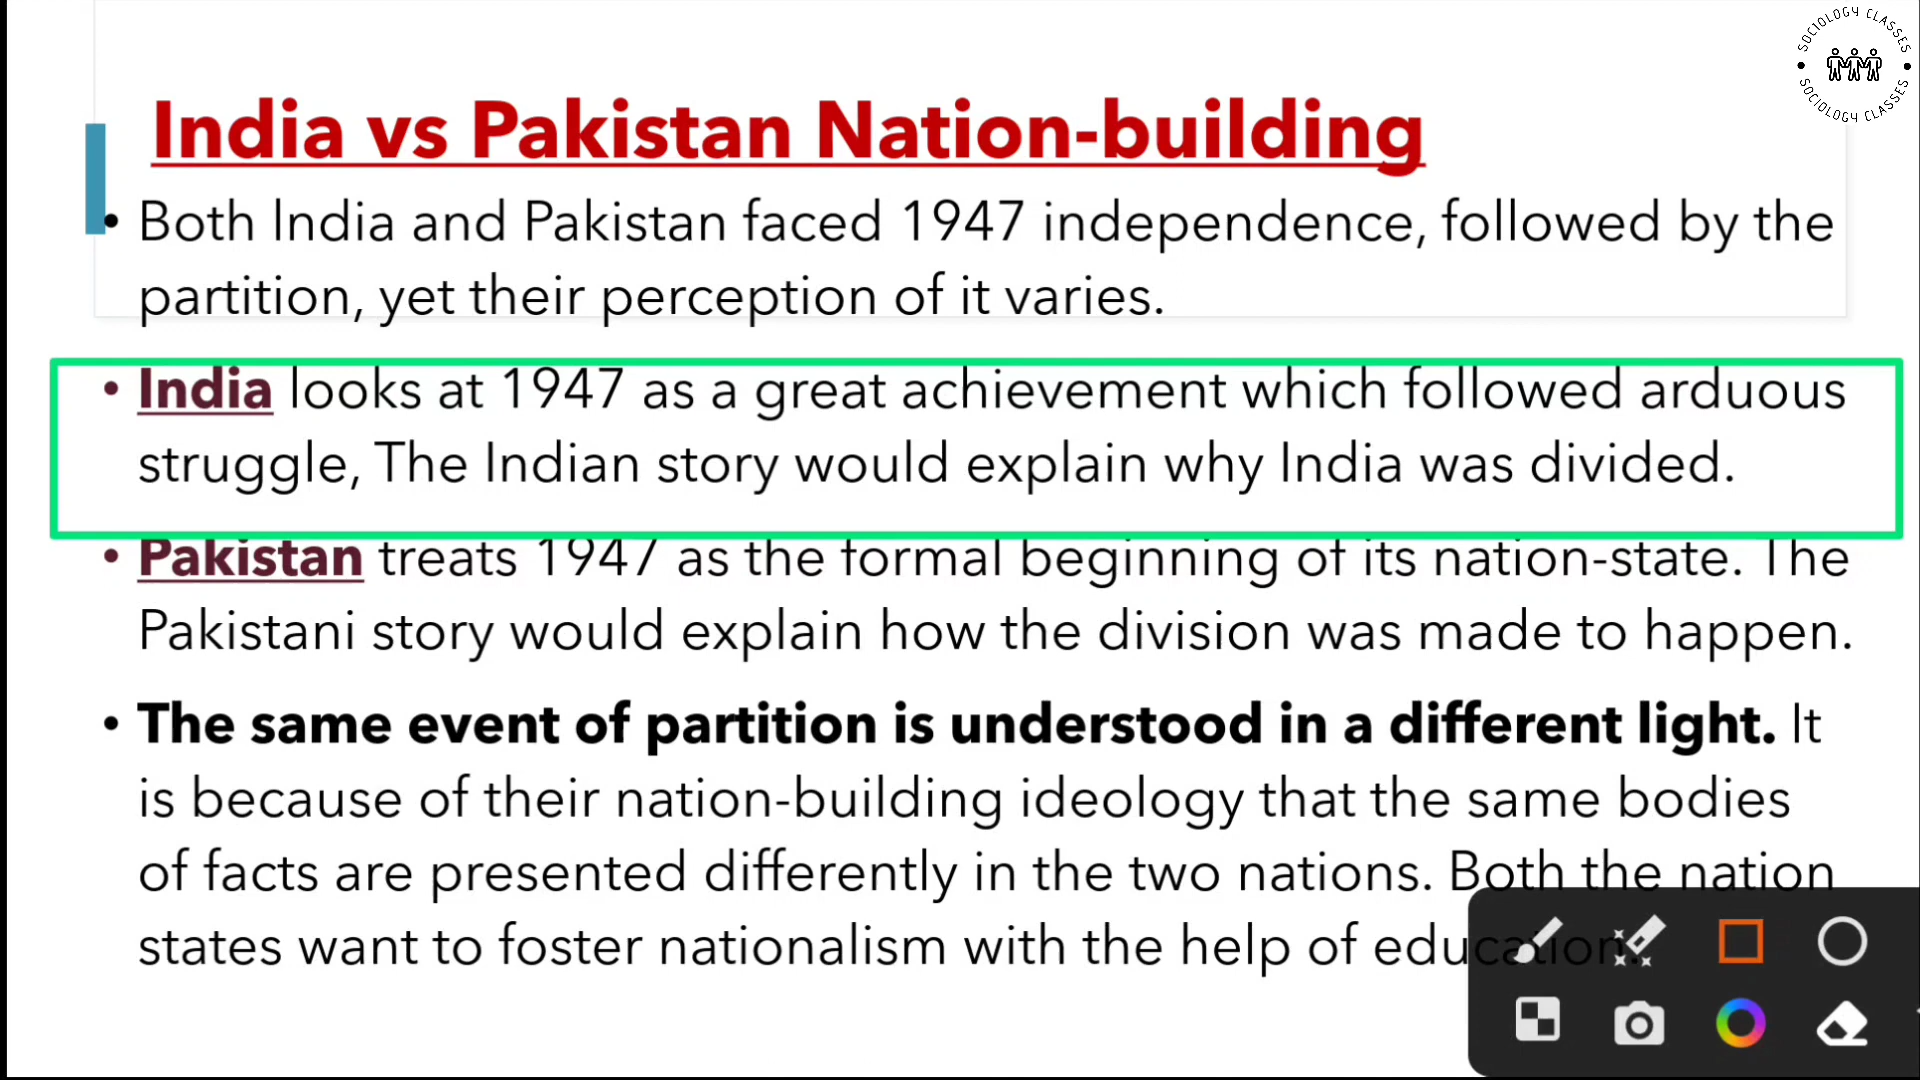 SOCIOLOGY CLASSES
SOCIOLOGY CLASSES
India vs Pakistan Nation-building
• Both India and Pakistan faced 1947 independence, followed by the
partition, yet their perception of it varies.
• India looks at 1947 as a great achievement which followed arduous
struggle, The Indian story would explain why India was divided.
• Pakistan treats 1947 as the formal beginning of its nation-state. The
Pakistani story would explain how the division was made to happen.
• The same event of partition is understood in a different light. It
is because of their nation-building ideology that the same bodies
of facts are presented differently in the two nations. Both the nation
states want to foster nationalism with the help of education.